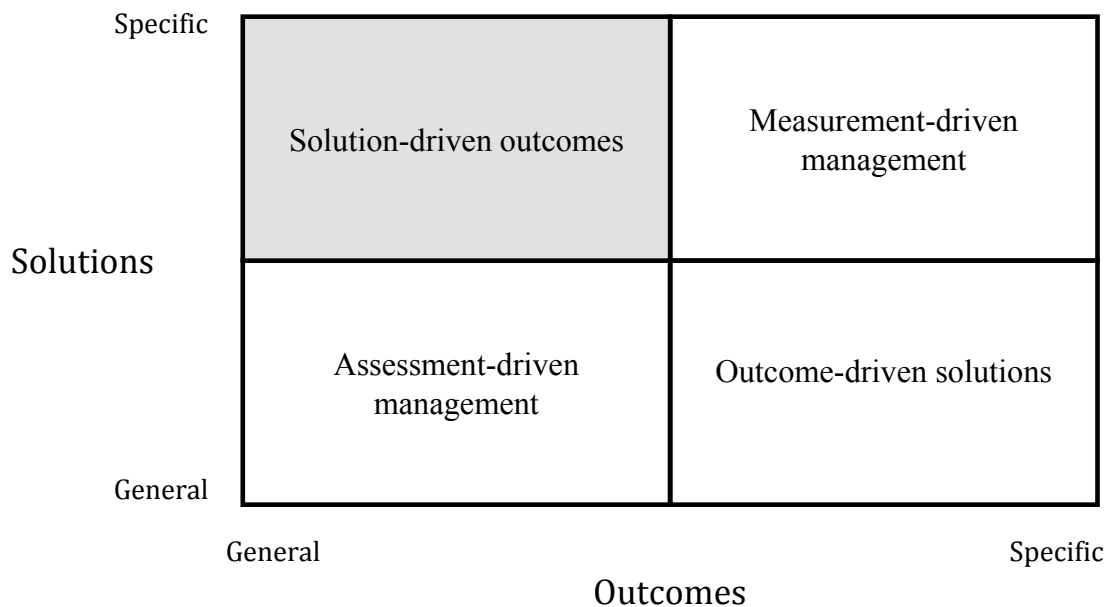 Specific
Solution-driven outcomes
Measurement-driven
management
Solutions
Assessment-driven
management
Outcome-driven solutions
General
General
Specific
Outcomes